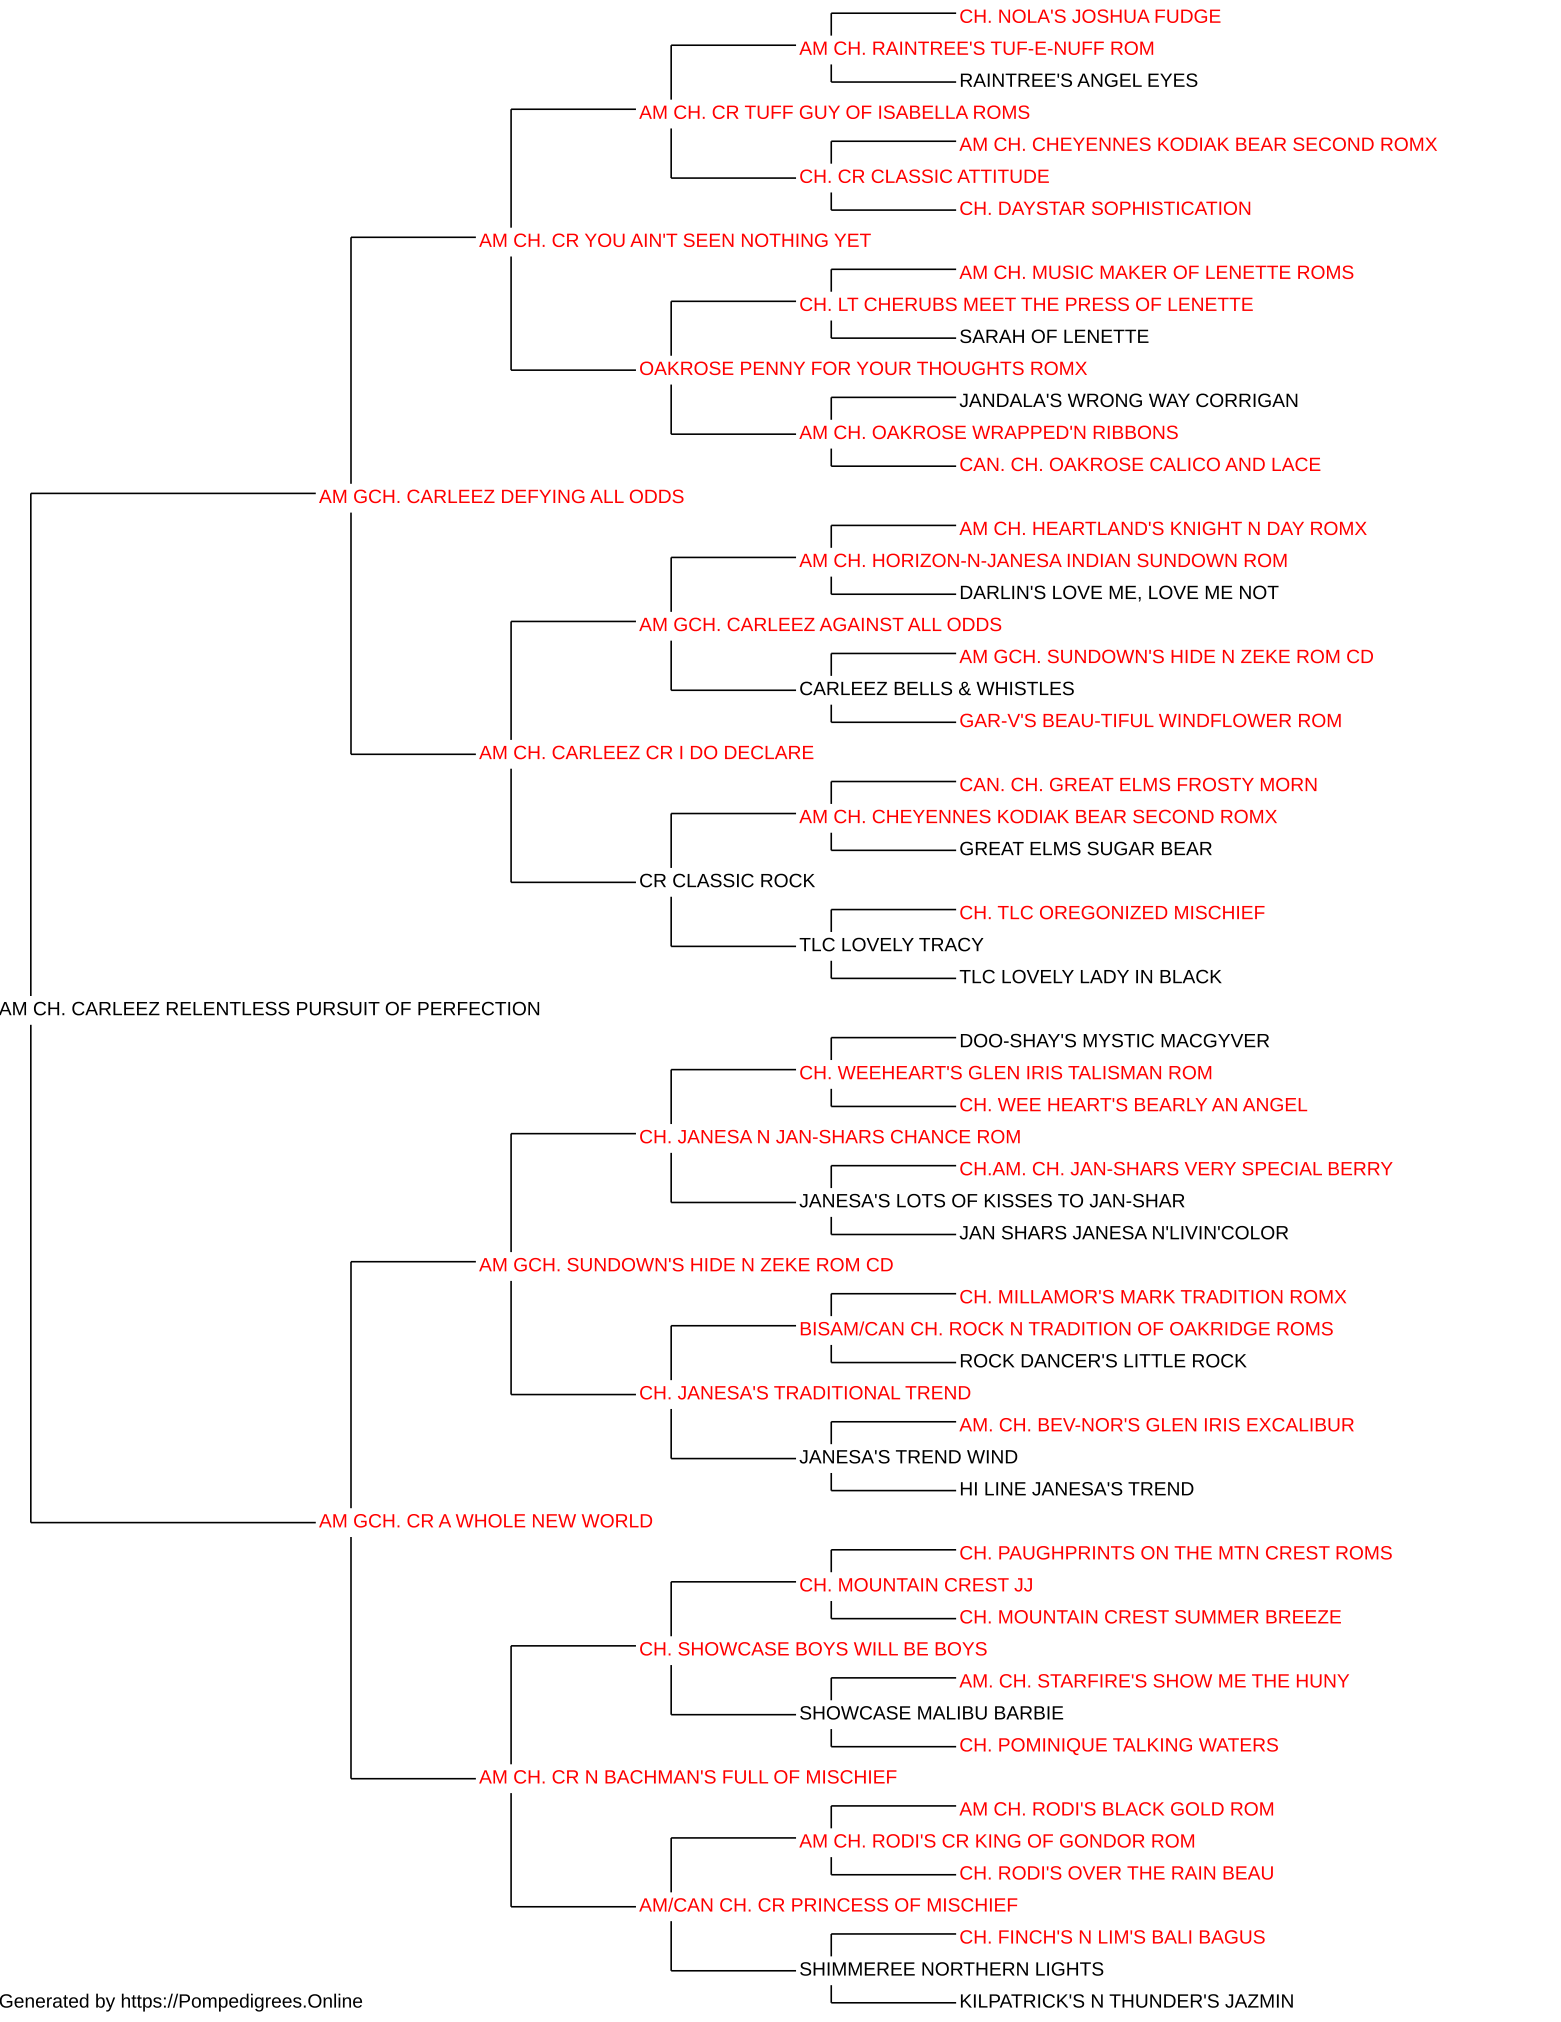 CH. NOLA'S JOSHUA FUDGE
AM CH. RAINTREE'S TUF-E-NUFF ROM
RAINTREE'S ANGEL EYES
AM CH. CR TUFF GUY OF ISABELLA ROMS
AM CH. CHEYENNES KODIAK BEAR SECOND ROMX
CH. CR CLASSIC ATTITUDE
CH. DAYSTAR SOPHISTICATION
AM CH. CR YOU AIN'T SEEN NOTHING YET
AM CH. MUSIC MAKER OF LENETTE ROMS
CH. LT CHERUBS MEET THE PRESS OF LENETTE
SARAH OF LENETTE
OAKROSE PENNY FOR YOUR THOUGHTS ROMX
JANDALA'S WRONG WAY CORRIGAN
AM CH. OAKROSE WRAPPED'N RIBBONS
CAN. CH. OAKROSE CALICO AND LACE
AM GCH. CARLEEZ DEFYING ALL ODDS
AM CH. HEARTLAND'S KNIGHT N DAY ROMX
AM CH. HORIZON-N-JANESA INDIAN SUNDOWN ROM
DARLIN'S LOVE ME, LOVE ME NOT
AM GCH. CARLEEZ AGAINST ALL ODDS
AM GCH. SUNDOWN'S HIDE N ZEKE ROM CD
CARLEEZ BELLS & WHISTLES
GAR-V'S BEAU-TIFUL WINDFLOWER ROM
AM CH. CARLEEZ CR I DO DECLARE
CAN. CH. GREAT ELMS FROSTY MORN
AM CH. CHEYENNES KODIAK BEAR SECOND ROMX
GREAT ELMS SUGAR BEAR
CR CLASSIC ROCK
CH. TLC OREGONIZED MISCHIEF
TLC LOVELY TRACY
TLC LOVELY LADY IN BLACK
AM CH. CARLEEZ RELENTLESS PURSUIT OF PERFECTION
DOO-SHAY'S MYSTIC MACGYVER
CH. WEEHEART'S GLEN IRIS TALISMAN ROM
CH. WEE HEART'S BEARLY AN ANGEL
CH. JANESA N JAN-SHARS CHANCE ROM
CH.AM. CH. JAN-SHARS VERY SPECIAL BERRY
JANESA'S LOTS OF KISSES TO JAN-SHAR
JAN SHARS JANESA N'LIVIN'COLOR
AM GCH. SUNDOWN'S HIDE N ZEKE ROM CD
CH. MILLAMOR'S MARK TRADITION ROMX
BISAM/CAN CH. ROCK N TRADITION OF OAKRIDGE ROMS
ROCK DANCER'S LITTLE ROCK
CH. JANESA'S TRADITIONAL TREND
AM. CH. BEV-NOR'S GLEN IRIS EXCALIBUR
JANESA'S TREND WIND
HI LINE JANESA'S TREND
AM GCH. CR A WHOLE NEW WORLD
CH. PAUGHPRINTS ON THE MTN CREST ROMS
CH. MOUNTAIN CREST JJ
CH. MOUNTAIN CREST SUMMER BREEZE
CH. SHOWCASE BOYS WILL BE BOYS
AM. CH. STARFIRE'S SHOW ME THE HUNY
SHOWCASE MALIBU BARBIE
CH. POMINIQUE TALKING WATERS
AM CH. CR N BACHMAN'S FULL OF MISCHIEF
AM CH. RODI'S BLACK GOLD ROM
AM CH. RODI'S CR KING OF GONDOR ROM
CH. RODI'S OVER THE RAIN BEAU
AM/CAN CH. CR PRINCESS OF MISCHIEF
CH. FINCH'S N LIM'S BALI BAGUS
SHIMMEREE NORTHERN LIGHTS
KILPATRICK'S N THUNDER'S JAZMIN
Generated by https://Pompedigrees.Online